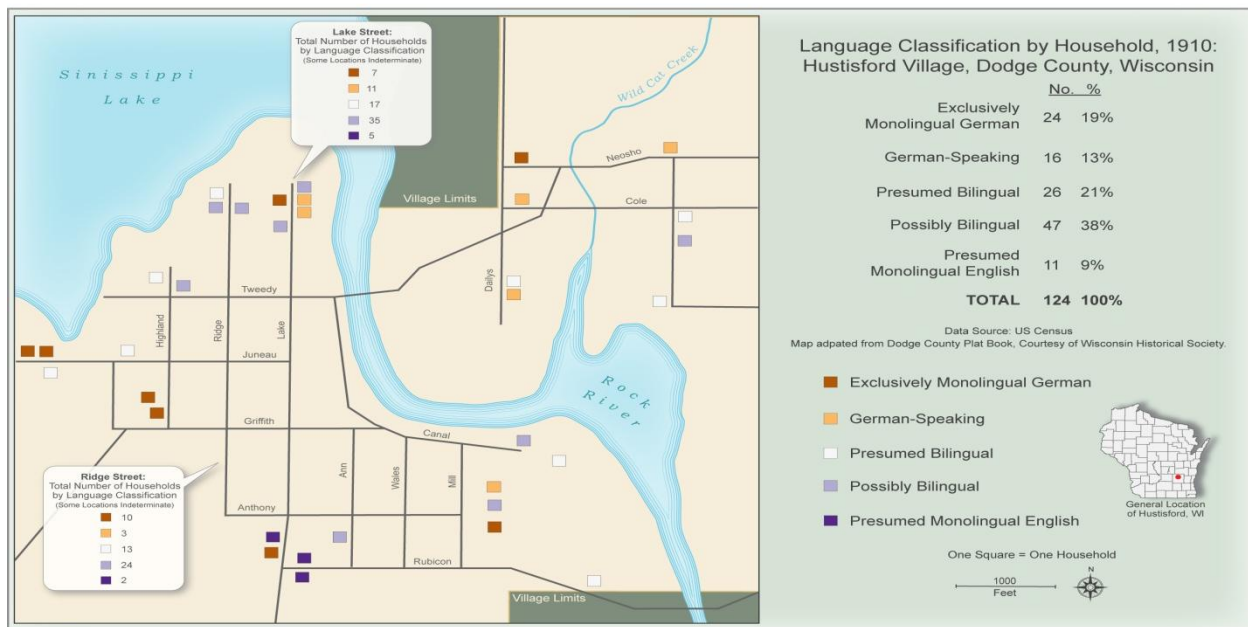 Sinissippi
Lake
Lake Street:
Total Number of Households
by Language Classification
(Some Locations Indeterminate)
7
11
17
35
5
Wild Cat Creek
Neosho
Village Limits
Cole
Dailys
Tweedy
Highland
Ridge
Lake
Juneau
Rock
River
Griffith
Canal
Ann
Wales
Mill
Anthony
Rubicon
Village Limits
Ridge Street:
Total Number of Households
by Language Classification
(Some Locations Indeterminate)
10
3
13
24
2
Language Classification by Household, 1910:
Hustisford Village, Dodge County, Wisconsin
No. %
Exclusively
Monolingual German 24 19%
German-Speaking 16 13%
Presumed Bilingual 26 21%
Possibly Bilingual 47 38%
Presumed
Monolingual English 11 9%
TOTAL 124 100%
Data Source: US Census
Map adpated from Dodge County Plat Book, Courtesy of Wisconsin Historical Society.
Exclusively Monolingual German
German-Speaking
Presumed Bilingual
Possibly Bilingual
Presumed Monolingual English
General Location
of Hustisford, WI
One Square = One Household
1000
Feet
N